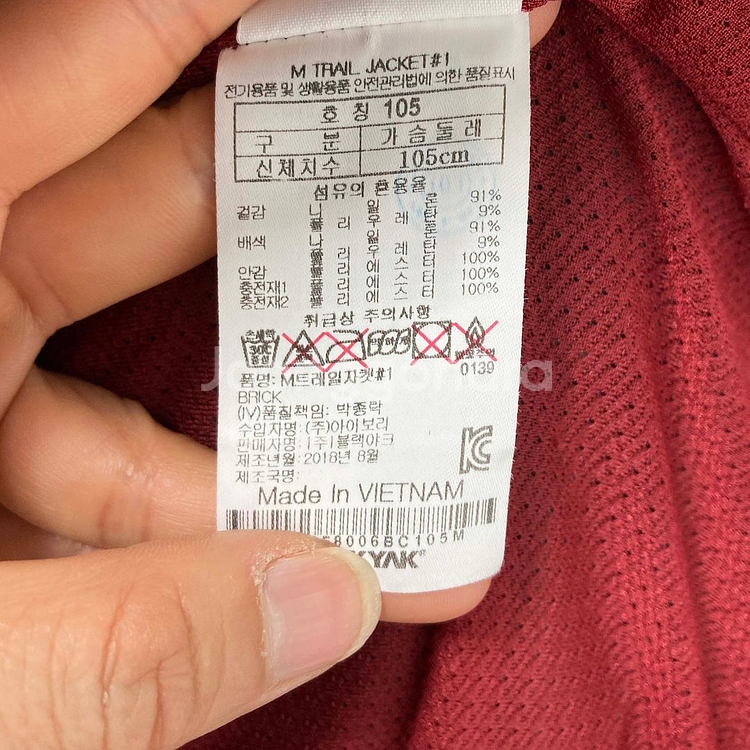 M TRAIL JACKET#1
전기용품 및 생활용품 안전관리법에 의한 품질표시
호 칭 105
구 분 가슴둘레
신체치수 105cm
섬유의 혼용율
겉감 나 일 론 91%
폴 리 우 레 탄 9%
배색 나 일 론 91%
폴 리 우 레 탄 9%
안감 폴 리 에 스 터 100%
충전재1 폴 리 에 스 터 100%
충전재2 폴 리 에 스 터 100%
취급상 주의사항
손세탁
30℃
중성
0139
품명: M트레일자켓#1
BRICK
(IV)품질책임: 박종락
수입자명: (주)아이보리
판매자명: (주)블랙야크
제조년월: 2018년 8월
제조국명:
Made In VIETNAM
58006BC105M
KYAK®